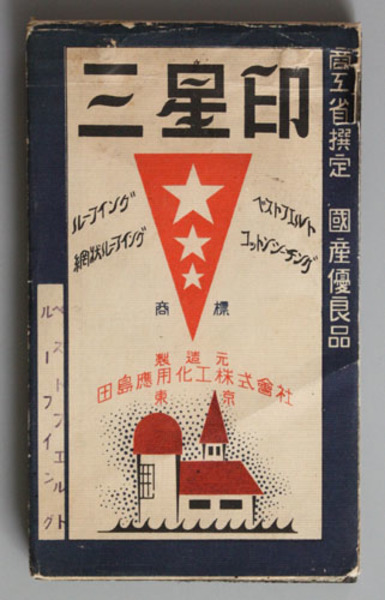 三星印
商工省撰定 國産優良品
ルーフイング
網狀ルーフイング
ベストフエルト
コットンシーチング
商標
製造元
田島應用化工株式會社
東京
ベストフエルト
ルーフイング